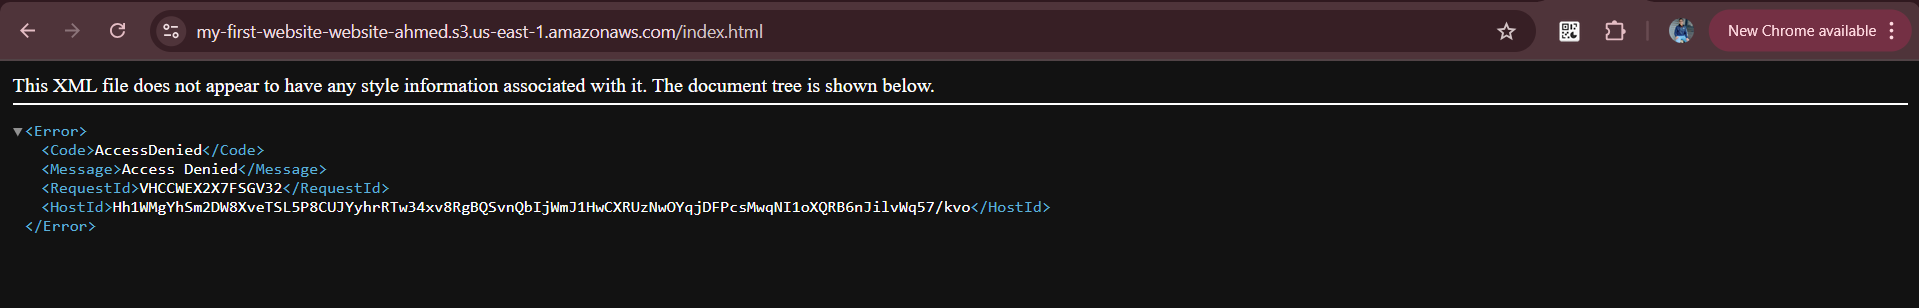 my-first-website-website-ahmed.s3.us-east-1.amazonaws.com/index.html
New Chrome available
This XML file does not appear to have any style information associated with it. The document tree is shown below.
<Error>
<Code>AccessDenied</Code>
<Message>Access Denied</Message>
<RequestId>VHCCWEX2X7FSGV32</RequestId>
<HostId>Hh1WMgYhSm2DW8XveTSL5P8CUJYyhrRTw34xv8RgBQSvnQbIjWmJ1HwCXRUzNwOYqjDFPcsMwqNI1oXQRB6nJilvWq57/kvo</HostId>
</Error>